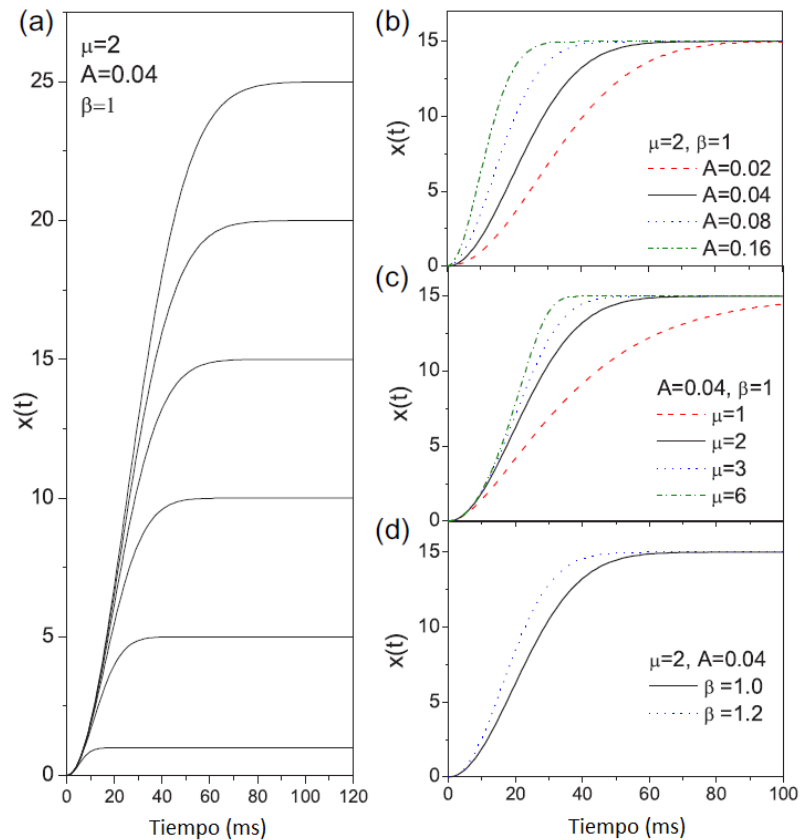 (a)
μ=2
A=0.04
β=1
x(t)
25
20
15
10
5
0
0 20 40 60 80 100 120
Tiempo (ms)
(b)
x(t)
15
10
5
0
μ=2, β=1
A=0.02
A=0.04
A=0.08
A=0.16
(c)
x(t)
15
10
5
0
A=0.04, β=1
μ=1
μ=2
μ=3
μ=6
(d)
x(t)
15
10
5
0
μ=2, A=0.04
β =1.0
β =1.2
0 20 40 60 80 100
Tiempo (ms)